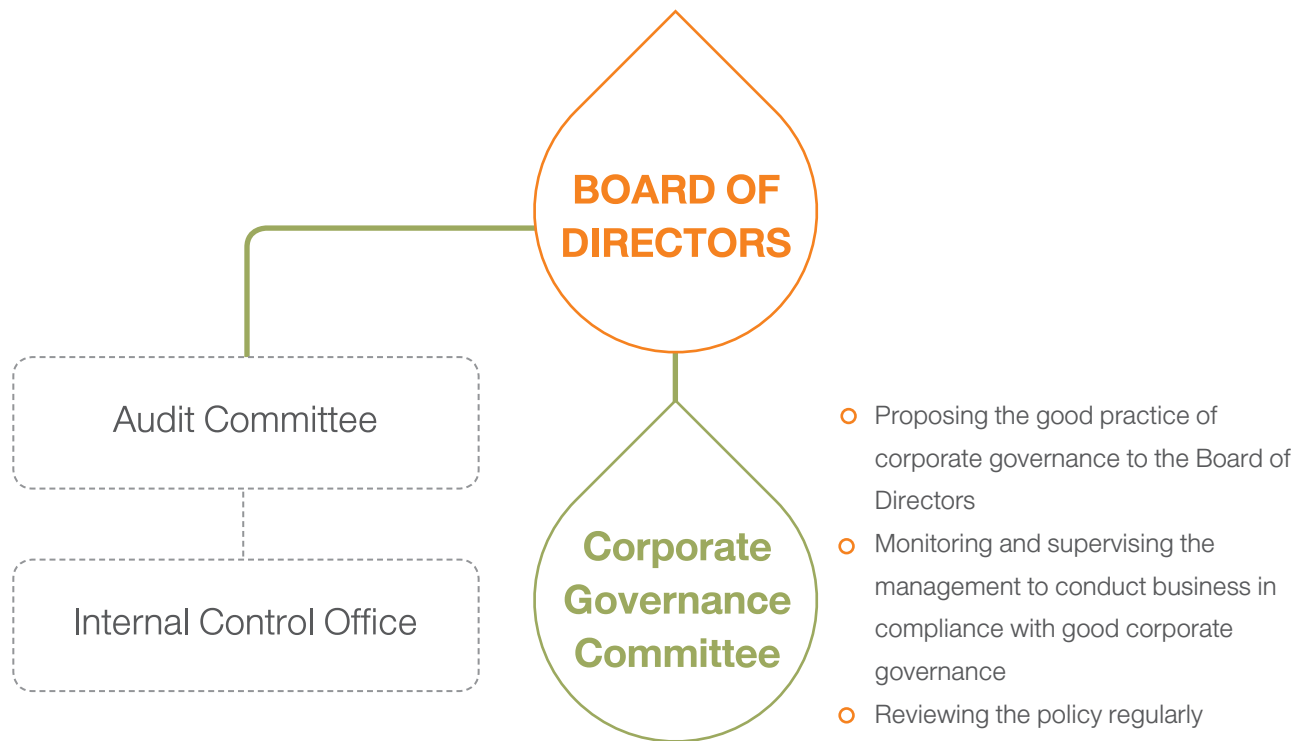 BOARD OF
DIRECTORS
Audit Committee
Internal Control Office
Corporate
Governance
Committee
Proposing the good practice of
corporate governance to the Board of
Directors
Monitoring and supervising the
management to conduct business in
compliance with good corporate
governance
Reviewing the policy regularly